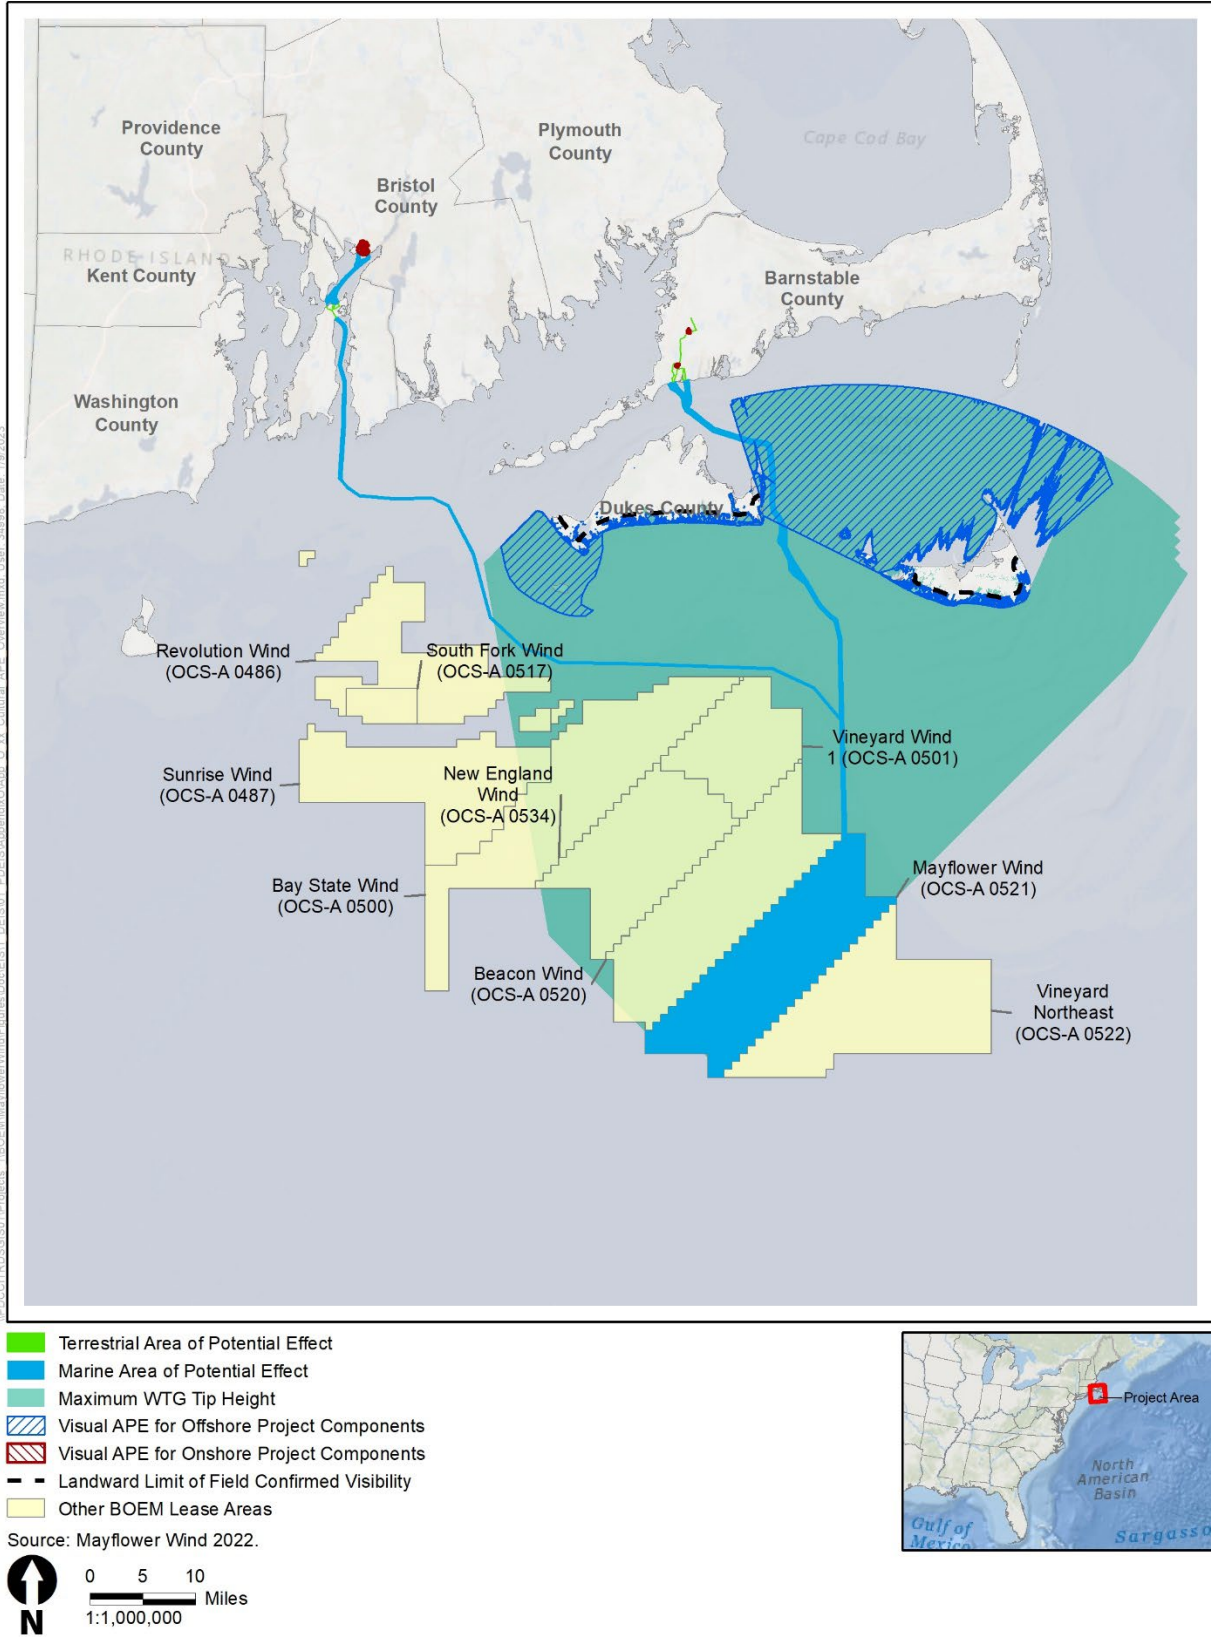 Providence
County
Plymouth
County
Cape Cod Bay
Bristol
County
RHODE ISLAND
Kent County
Barnstable
County
Washington
County
Dukes County
Revolution Wind
(OCS-A 0486)
South Fork Wind
(OCS-A 0517)
Vineyard Wind
1 (OCS-A 0501)
Sunrise Wind
(OCS-A 0487)
New England
Wind
(OCS-A 0534)
Mayflower Wind
(OCS-A 0521)
Bay State Wind
(OCS-A 0500)
Beacon Wind
(OCS-A 0520)
Vineyard
Northeast
(OCS-A 0522)
Terrestrial Area of Potential Effect
Marine Area of Potential Effect
Maximum WTG Tip Height
Visual APE for Offshore Project Components
Visual APE for Onshore Project Components
Landward Limit of Field Confirmed Visibility
Other BOEM Lease Areas
Source: Mayflower Wind 2022.
N
0 5 10
Miles
1:1,000,000
Project Area
North
American
Basin
Gulf of
Mexico
Sargasso